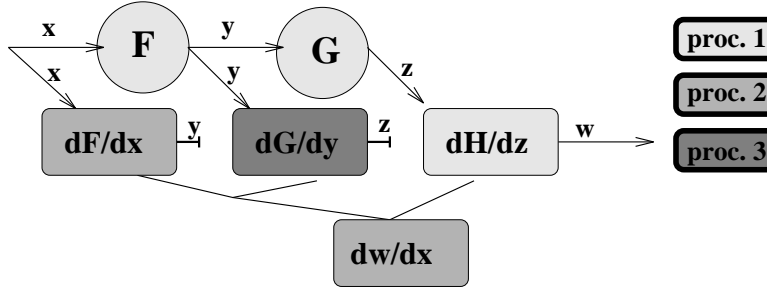 x
F
y
G
proc. 1
x
y
z
proc. 2
dF/dx
y
dG/dy
z
dH/dz
w
proc. 3
dw/dx